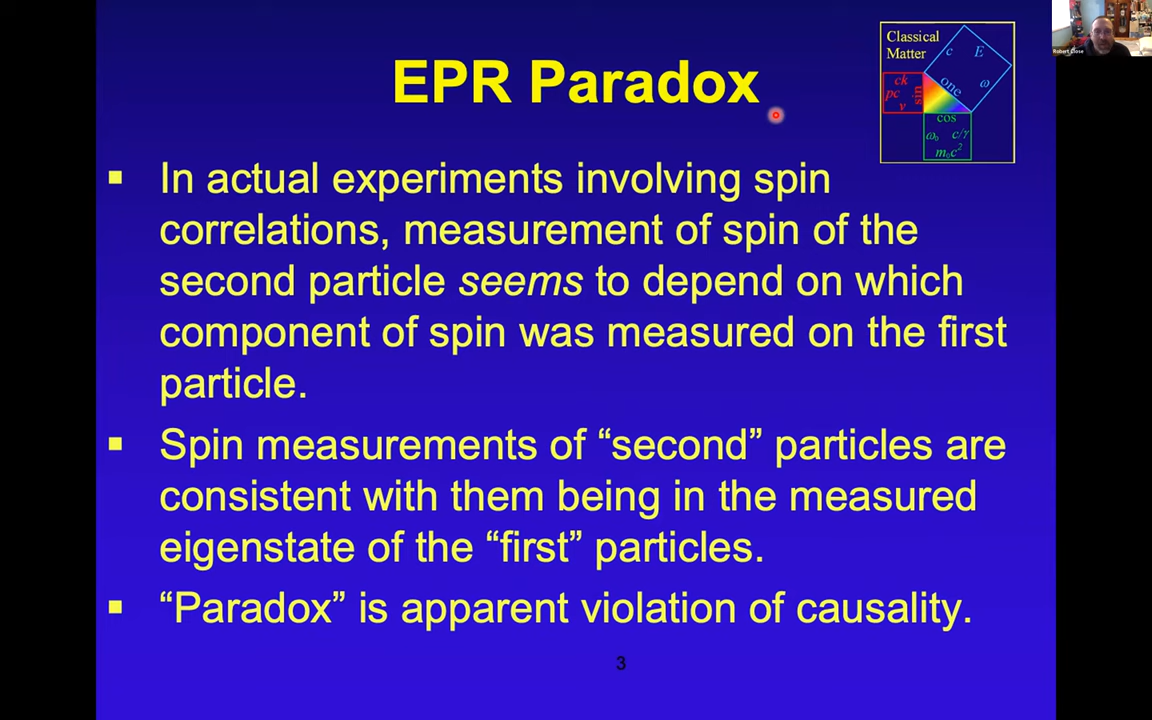 EPR Paradox
Classical
Matter
c
E
ck
pc
v
sin
one
ω
cos
ω₀ c/γ
m₀c²
▪ In actual experiments involving spin
correlations, measurement of spin of the
second particle seems to depend on which
component of spin was measured on the first
particle.
▪ Spin measurements of “second” particles are
consistent with them being in the measured
eigenstate of the “first” particles.
▪ “Paradox” is apparent violation of causality.
3
Robert Close